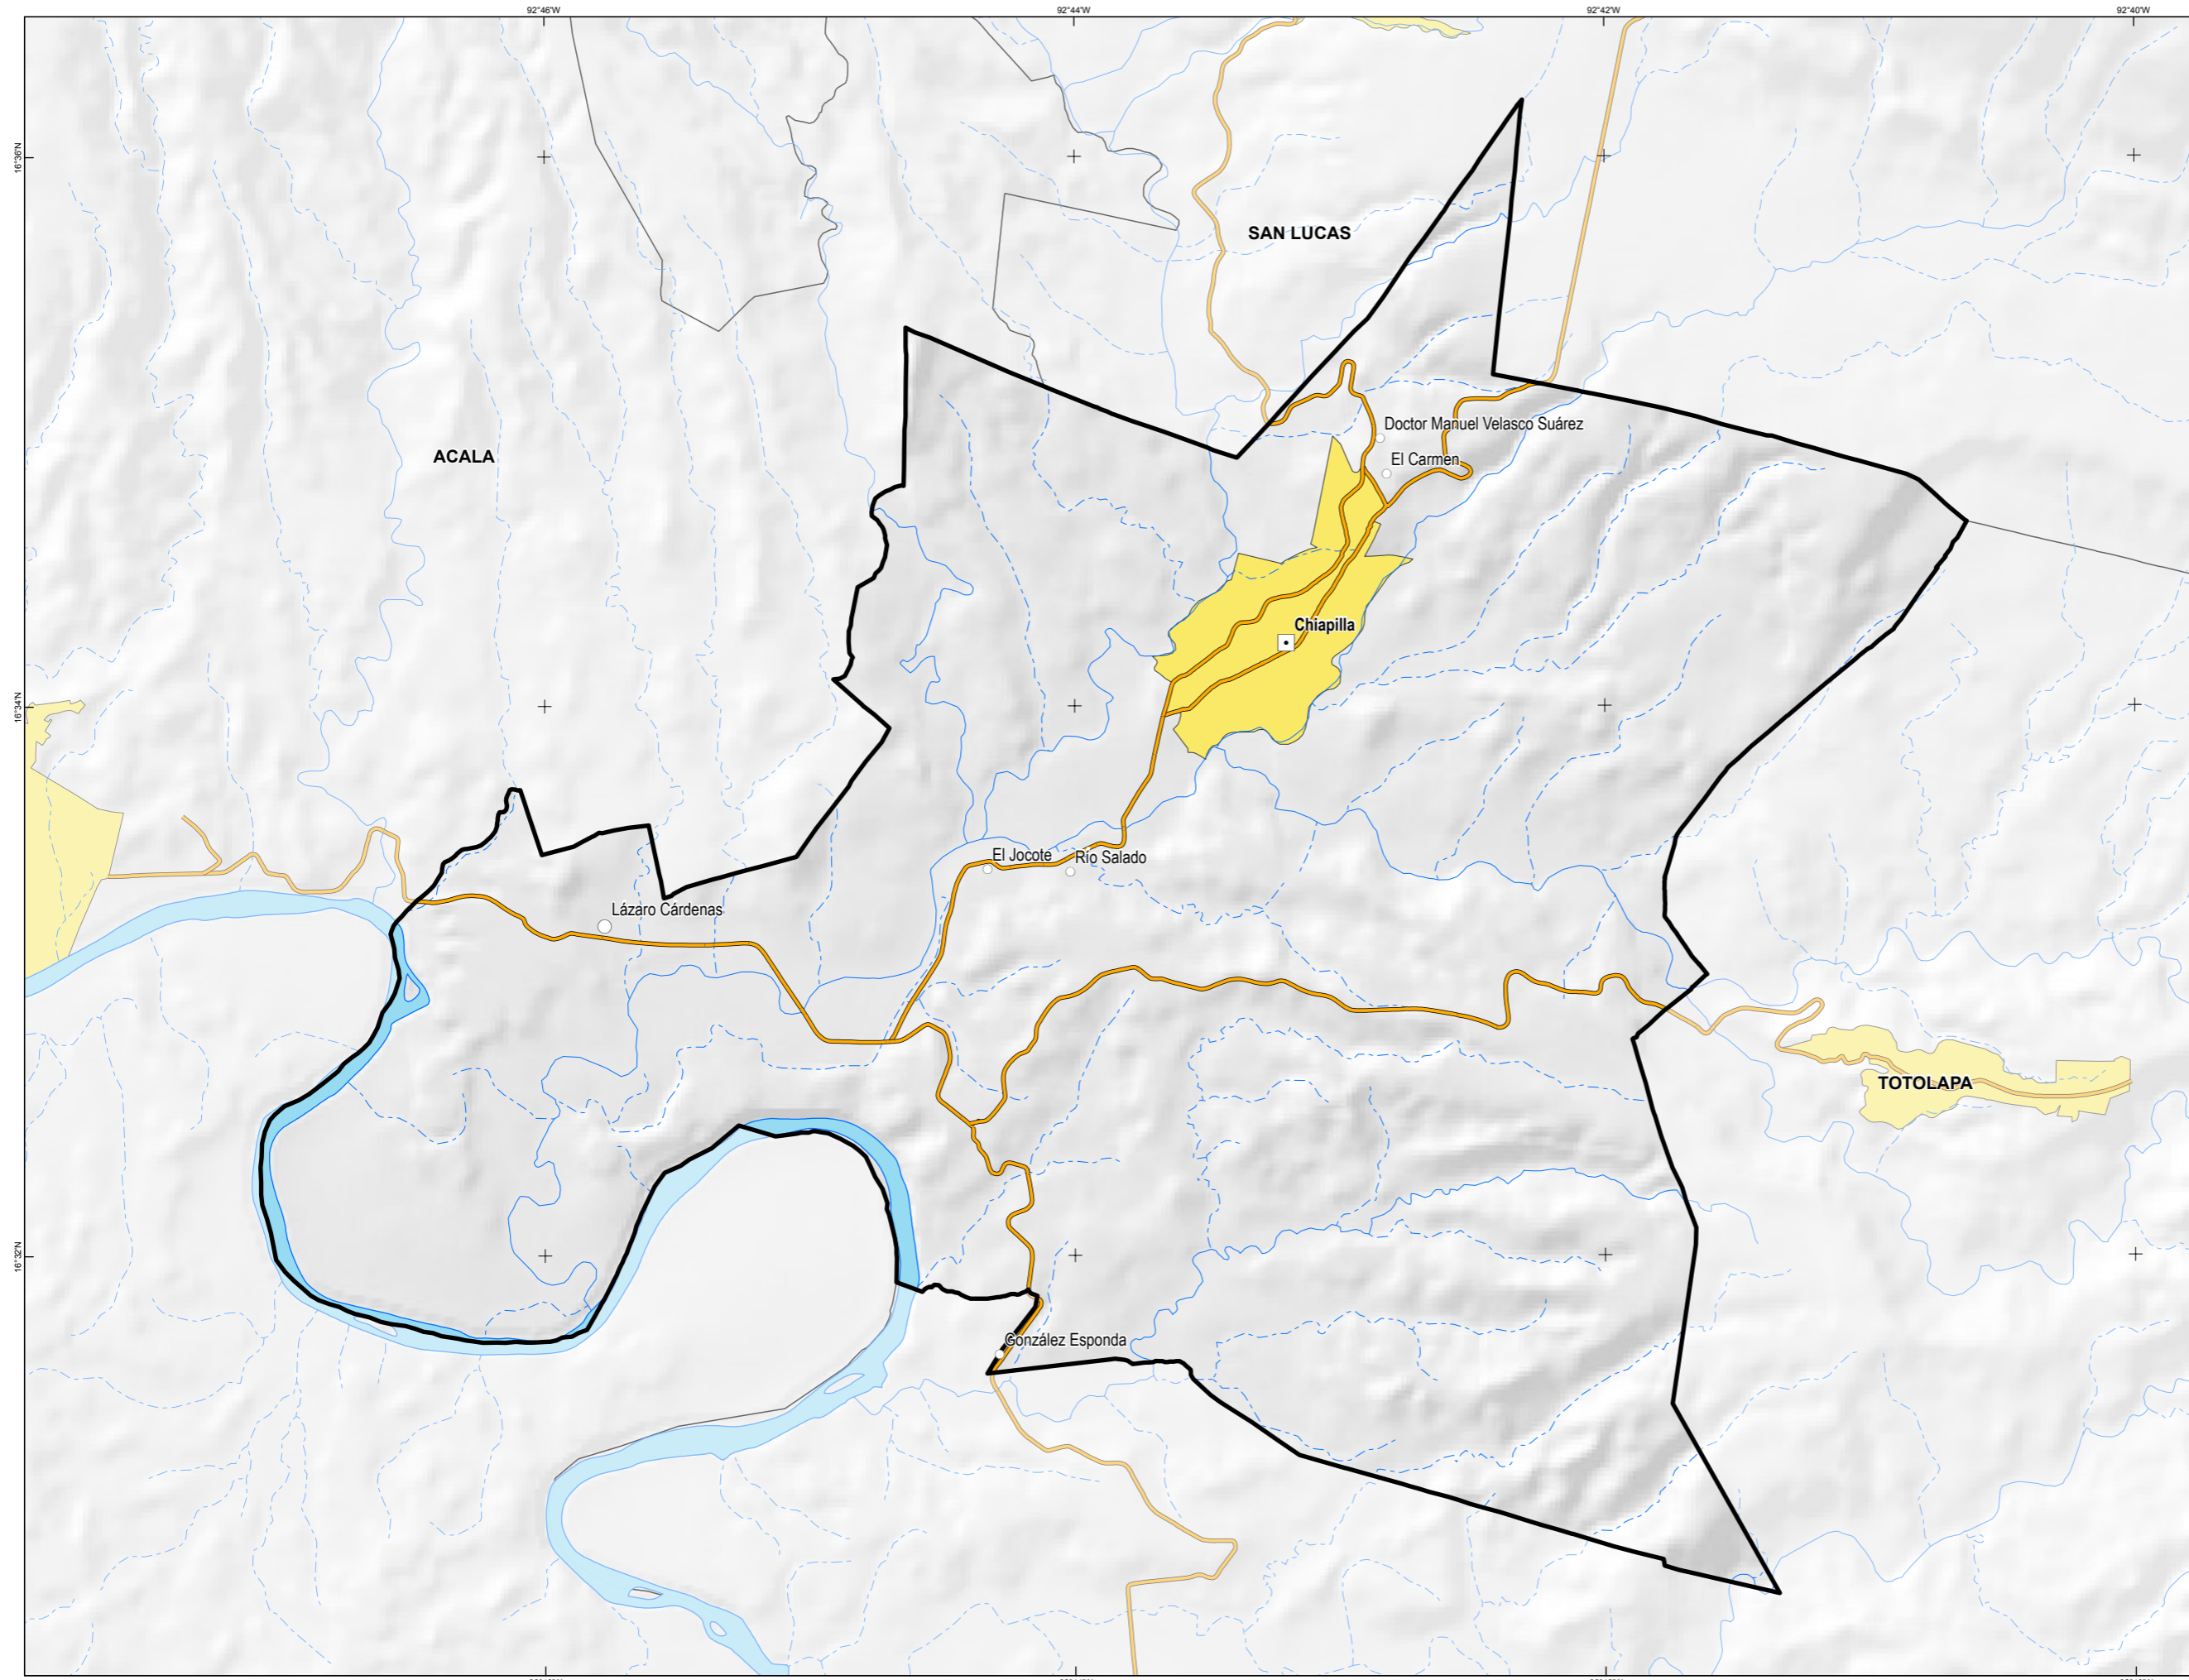 92°46'W
92°44'W
92°42'W
92°40'W
16°36'N
SAN LUCAS
Doctor Manuel Velasco Suárez
ACALA
El Carmen
Chiapilla
16°34'N
El Jocote
Río Salado
Lázaro Cárdenas
TOTOLAPA
16°32'N
González Esponda